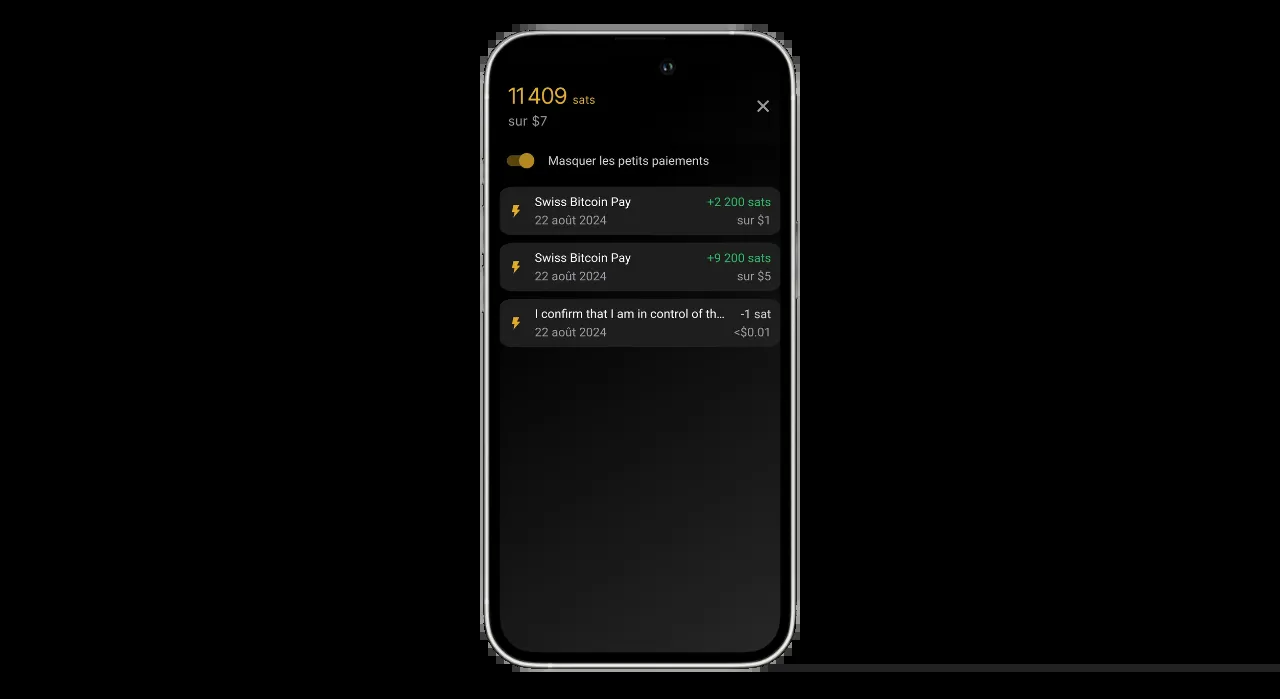 11 409 sats
sur $7
Masquer les petits paiements
Swiss Bitcoin Pay +2 200 sats
22 août 2024 sur $1
Swiss Bitcoin Pay +9 200 sats
22 août 2024 sur $5
I confirm that I am in control of th... -1 sat
22 août 2024 <$0.01